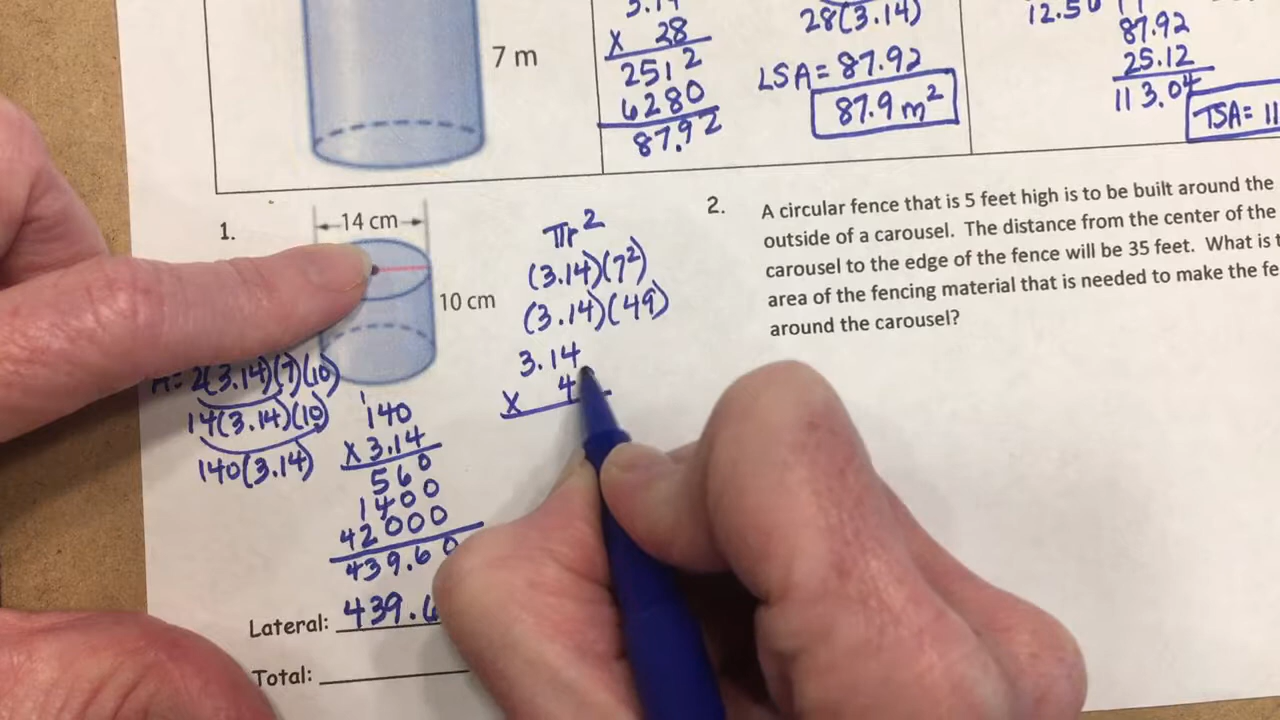 7 m
3.14
x 28
2512
6280
87.92
28(3.14)
LSA = 87.92
87.9 m²
87.92
25.12
113.04
TSA = 11
1.
14 cm
10 cm
A = 2(3.14)(7)(10)
14(3.14)(10)
140(3.14)
1
140
x 3.14
560
1400
42000
439.60
Lateral: 439.6
Total:
πr²
(3.14)(7²)
(3.14)(49)
3.14
x 4
2.
A circular fence that is 5 feet high is to be built around the
outside of a carousel. The distance from the center of the
carousel to the edge of the fence will be 35 feet. What is
area of the fencing material that is needed to make the
around the carousel?